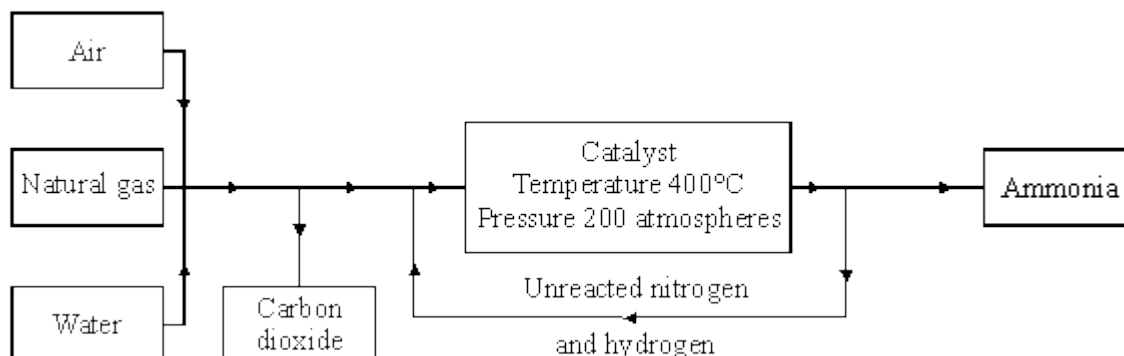 Air
Natural gas
Water
Carbon
dioxide
Catalyst
Temperature 400°C
Pressure 200 atmospheres
Unreacted nitrogen
and hydrogen
Ammonia